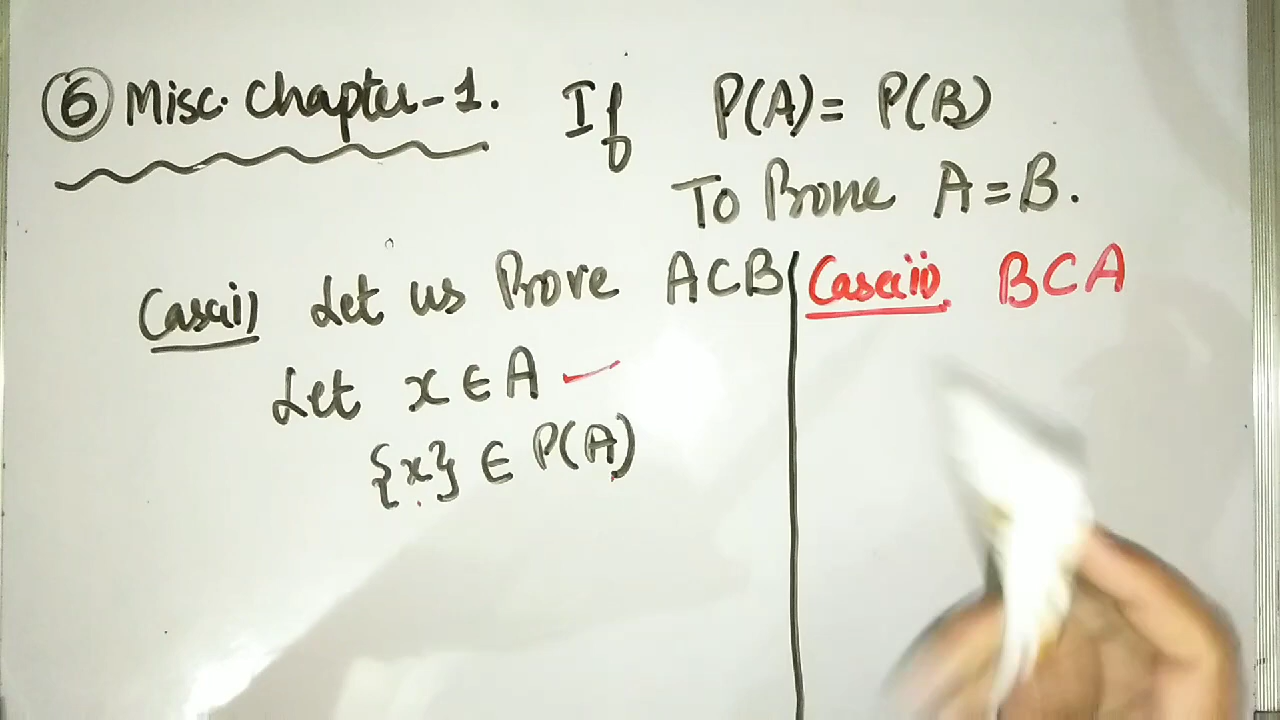 ⑥ Misc. Chapter-1. If P(A)= P(B)
To Prove A=B.
Case(i) Let us Prove A⊂B
Let x∈A
{x} ∈ P(A)
Case(ii) B⊂A